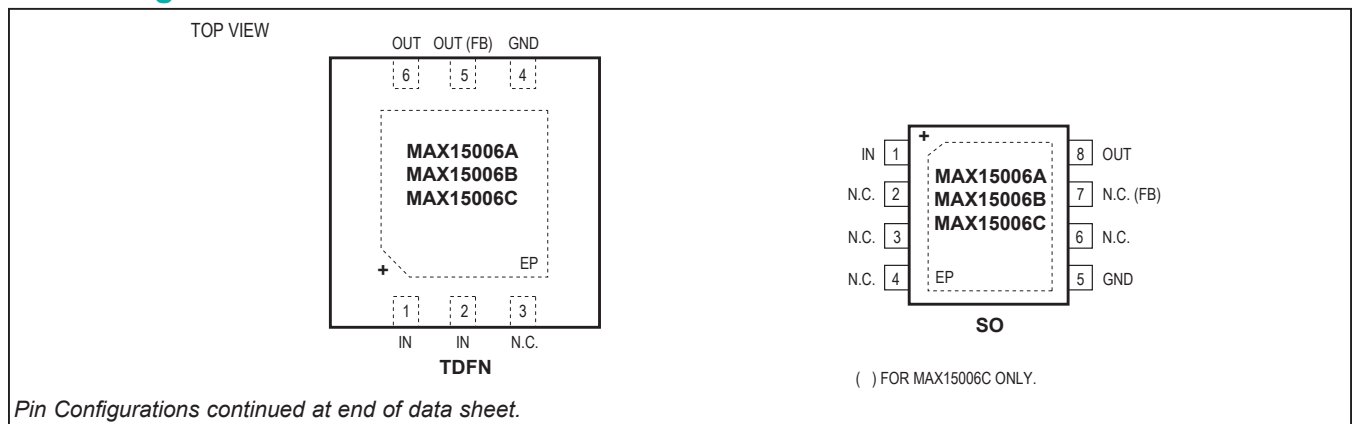 TOP VIEW
OUT OUT (FB) GND
6 5 4
MAX15006A
MAX15006B
MAX15006C
+
EP
1 2 3
IN IN N.C.
TDFN
+
IN 1
N.C. 2
N.C. 3
N.C. 4
MAX15006A
MAX15006B
MAX15006C
EP
8 OUT
7 N.C. (FB)
6 N.C.
5 GND
SO
( ) FOR MAX15006C ONLY.
Pin Configurations continued at end of data sheet.